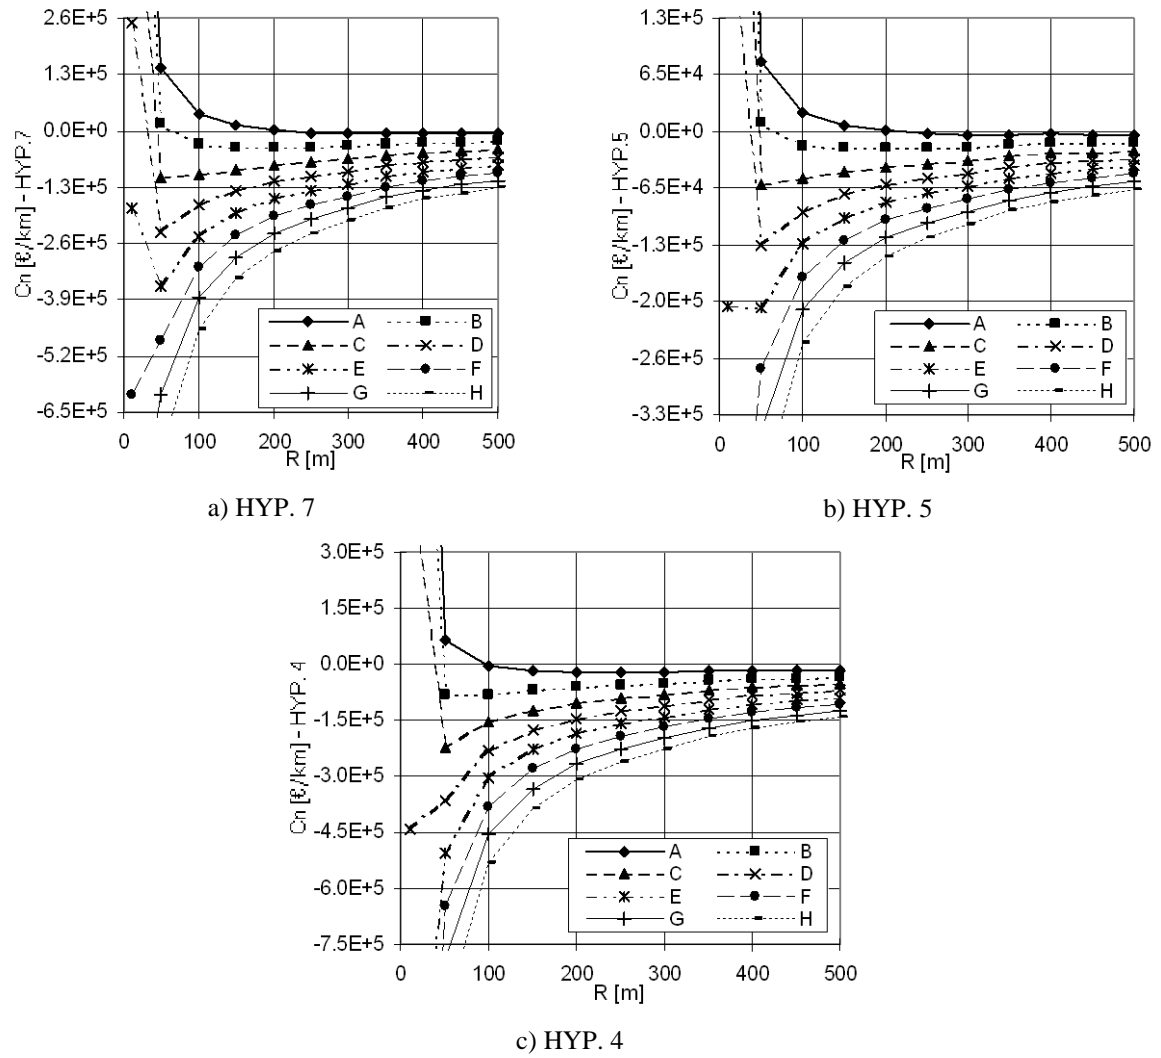 2.6E+5
1.3E+5
0.0E+0
-1.3E+5
-2.6E+5
-3.9E+5
-5.2E+5
-6.5E+5
Cn [€/km] - HYP. 7
0 100 200 300 400 500
R [m]
A B
C D
E F
G H
a) HYP. 7
1.3E+5
6.5E+4
0.0E+0
-6.5E+4
-1.3E+5
-2.0E+5
-2.6E+5
-3.3E+5
Cn [€/km] - HYP.5
0 100 200 300 400 500
R [m]
A B
C D
E F
G H
b) HYP. 5
3.0E+5
1.5E+5
0.0E+0
-1.5E+5
-3.0E+5
-4.5E+5
-6.0E+5
-7.5E+5
Cn [€/km] - HYP. 4
0 100 200 300 400 500
R [m]
A B
C D
E F
G H
c) HYP. 4